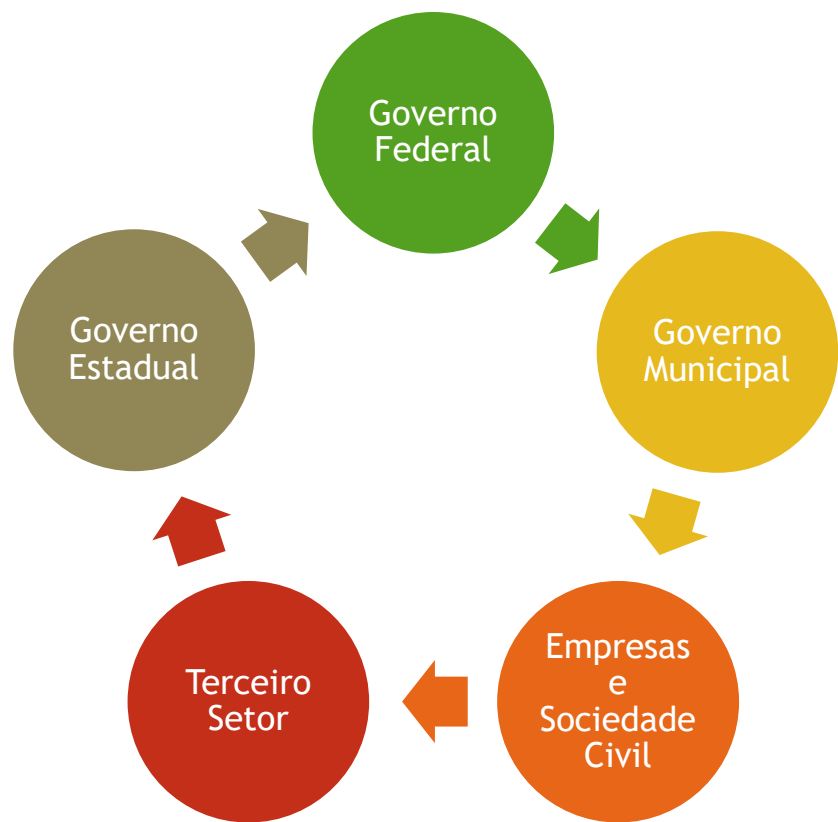 Governo
Federal
Governo
Municipal
Empresas
e
Sociedade
Civil
Terceiro
Setor
Governo
Estadual